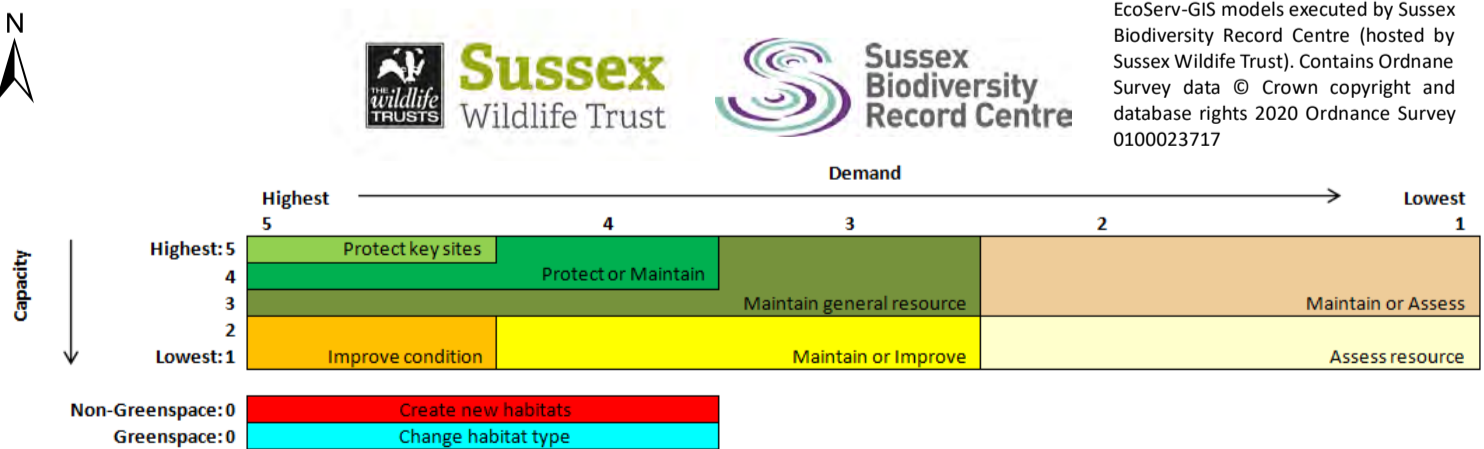 N
THE
wildlife
TRUSTS
Sussex
Wildlife Trust
Sussex
Biodiversity
Record Centre
EcoServ-GIS models executed by Sussex
Biodiversity Record Centre (hosted by
Sussex Wildife Trust). Contains Ordnane
Survey data © Crown copyright and
database rights 2020 Ordnance Survey
0100023717
Demand
Highest Lowest
5 4 3 2 1
Capacity
Highest: 5 Protect key sites
4 Protect or Maintain
3 Maintain general resource Maintain or Assess
2
Lowest: 1 Improve condition Maintain or Improve Assess resource
Non-Greenspace: 0 Create new habitats
Greenspace: 0 Change habitat type